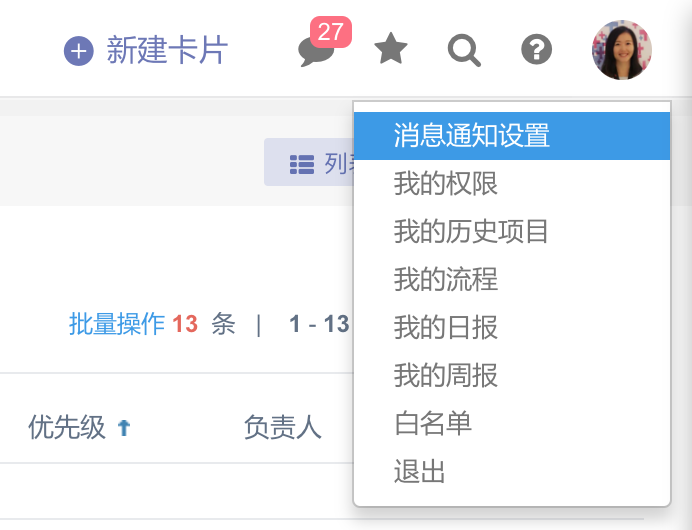 新建卡片
27
消息通知设置
列
我的权限
我的历史项目
我的流程
批量操作 13 条 | 1 - 13
我的日报
我的周报
优先级
负责人
白名单
退出